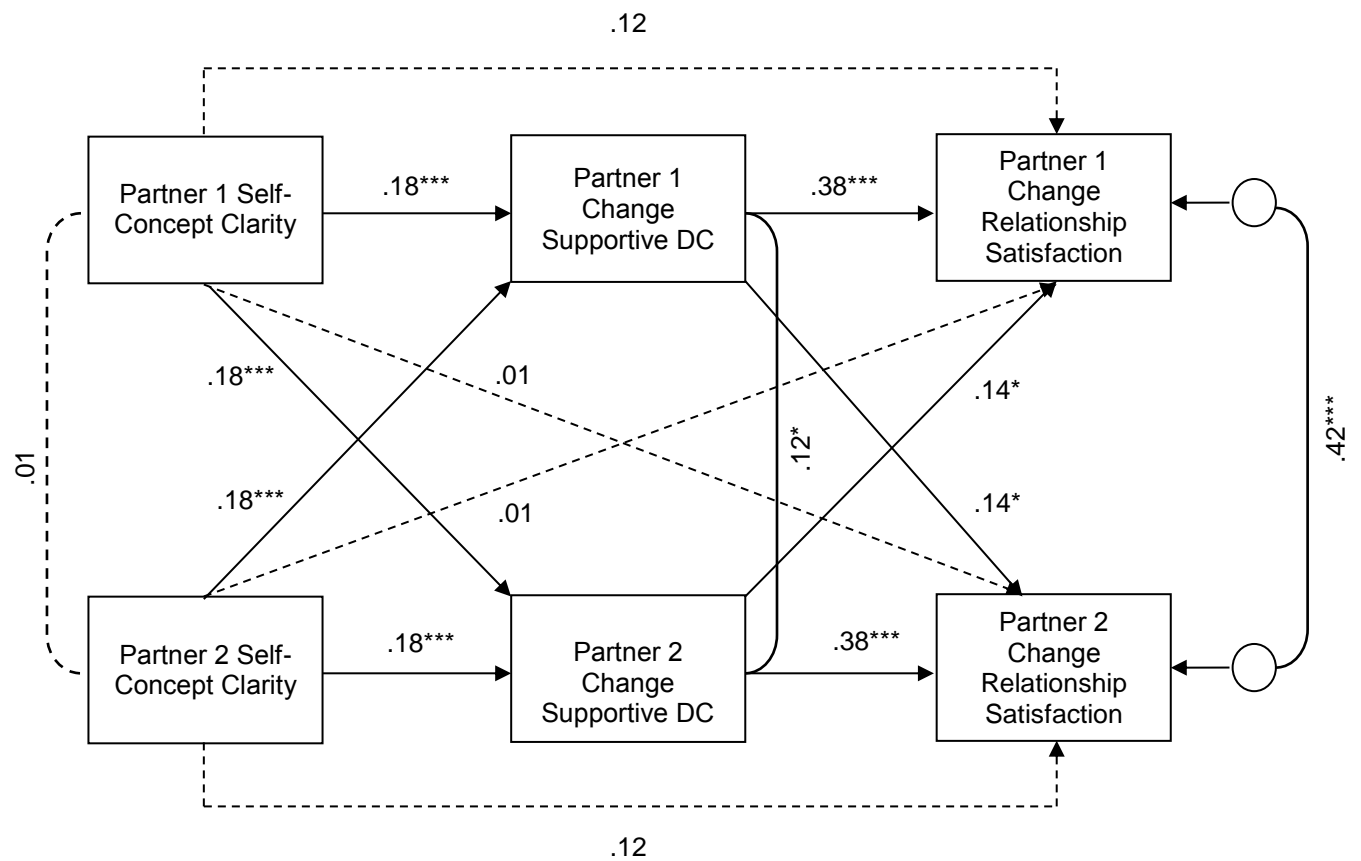 .12
Partner 1 Self-
Concept Clarity
.18***
Partner 1
Change
Supportive DC
.38***
Partner 1
Change
Relationship
Satisfaction
.18***
.01
.14*
.01
.12*
.42***
.18***
.01
.14*
Partner 2 Self-
Concept Clarity
.18***
Partner 2
Change
Supportive DC
.38***
Partner 2
Change
Relationship
Satisfaction
.12